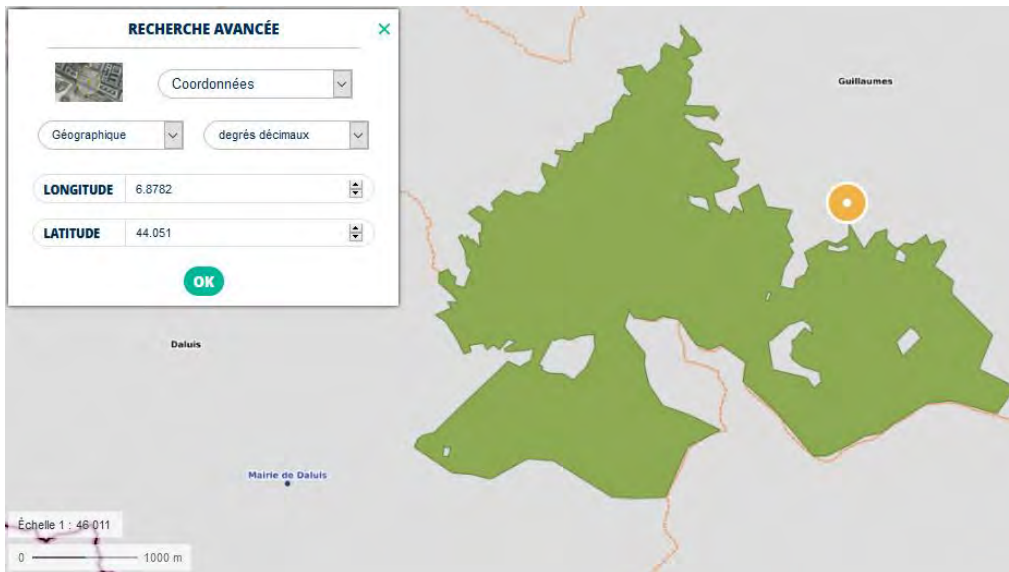 RECHERCHE AVANCÉE
Coordonnées
Géographique
degrés décimaux
LONGITUDE 6.8782
LATITUDE 44.051
OK
Guillaumes
Daluis
Mairie de Daluis
Échelle 1 : 46 011
0 1000 m